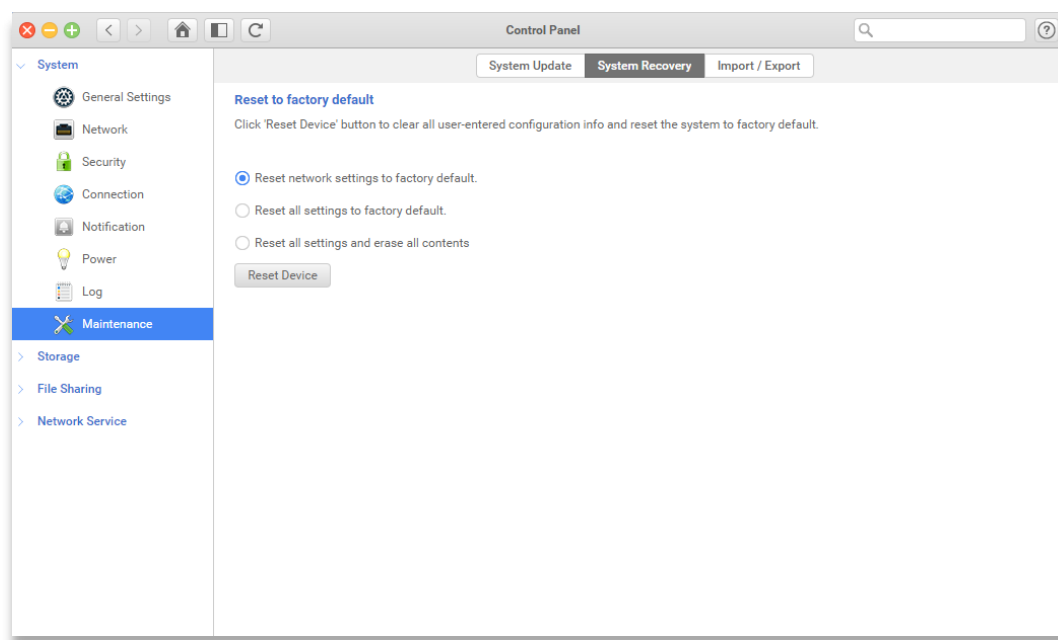 Control Panel
?
System
System Update
System Recovery
Import / Export
General Settings
Network
Security
Connection
Notification
Power
Log
Maintenance
Storage
File Sharing
Network Service
Reset to factory default
Click 'Reset Device' button to clear all user-entered configuration info and reset the system to factory default.
Reset network settings to factory default.
Reset all settings to factory default.
Reset all settings and erase all contents
Reset Device